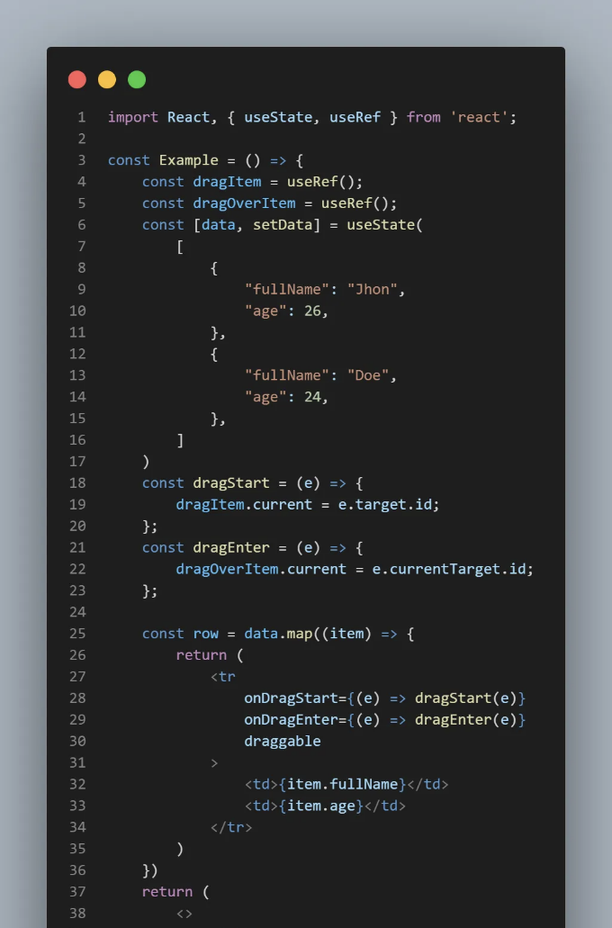 1 import React, { useState, useRef } from 'react';
2
3 const Example = () => {
4     const dragItem = useRef();
5     const dragOverItem = useRef();
6     const [data, setData] = useState(
7         [
8             {
9                 "fullName": "Jhon",
10                 "age": 26,
11             },
12             {
13                 "fullName": "Doe",
14                 "age": 24,
15             },
16         ]
17     )
18     const dragStart = (e) => {
19         dragItem.current = e.target.id;
20     };
21     const dragEnter = (e) => {
22         dragOverItem.current = e.currentTarget.id;
23     };
24
25     const row = data.map((item) => {
26         return (
27             <tr
28                 onDragStart={(e) => dragStart(e)}
29                 onDragEnter={(e) => dragEnter(e)}
30                 draggable
31             >
32                 <td>{item.fullName}</td>
33                 <td>{item.age}</td>
34             </tr>
35         )
36     })
37     return (
38         <>